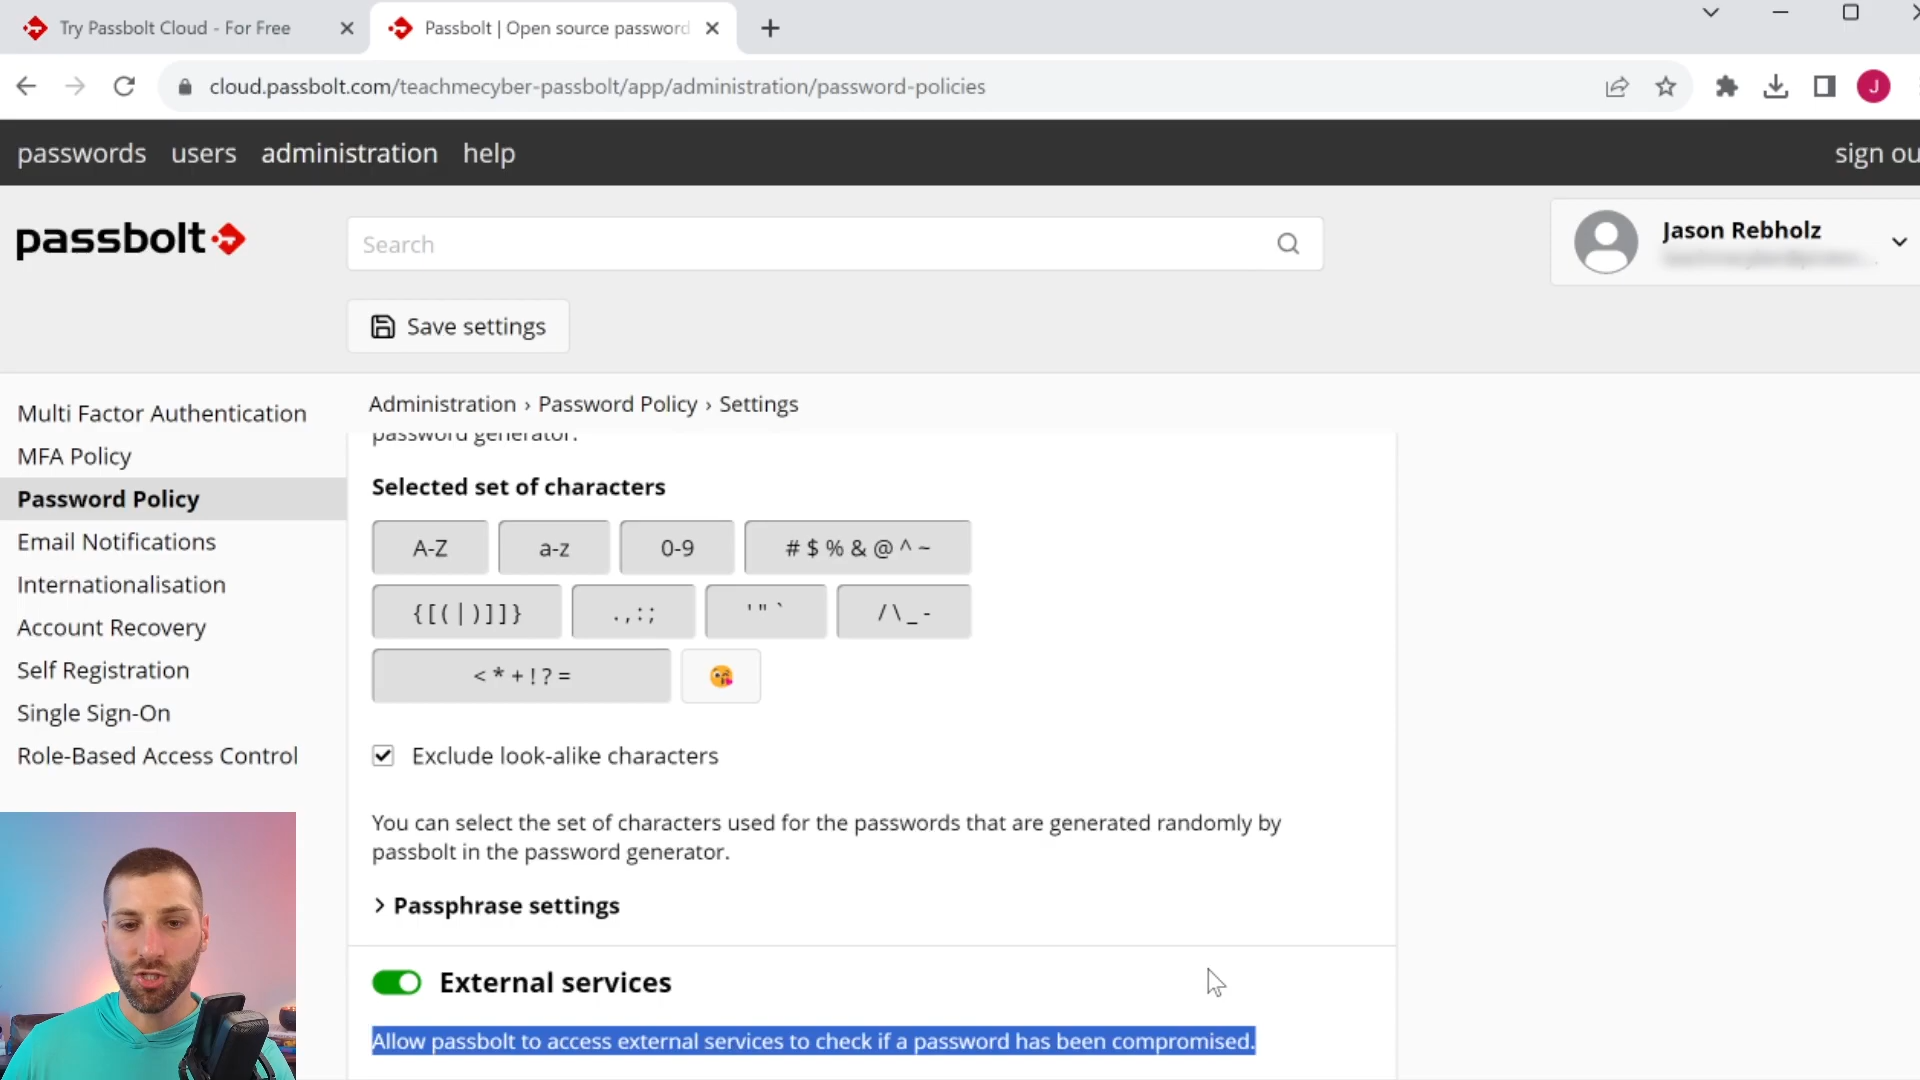 Try Passbolt Cloud - For Free
Passbolt | Open source password
cloud.passbolt.com/teachmecyber-passbolt/app/administration/password-policies
J
passwords users administration help
sign ou
passbolt
Search
Jason Rebholz
Save settings
Multi Factor Authentication
MFA Policy
Password Policy
Email Notifications
Internationalisation
Account Recovery
Self Registration
Single Sign-On
Role-Based Access Control
Administration › Password Policy › Settings
password generator.
Selected set of characters
A-Z a-z 0-9 # $ % & @ ^ ~
{ [ ( | ) ] ] } . , : ; ' " ` / \ _ -
< * + ! ? = 😘
Exclude look-alike characters
You can select the set of characters used for the passwords that are generated randomly by
passbolt in the password generator.
Passphrase settings
External services
Allow passbolt to access external services to check if a password has been compromised.